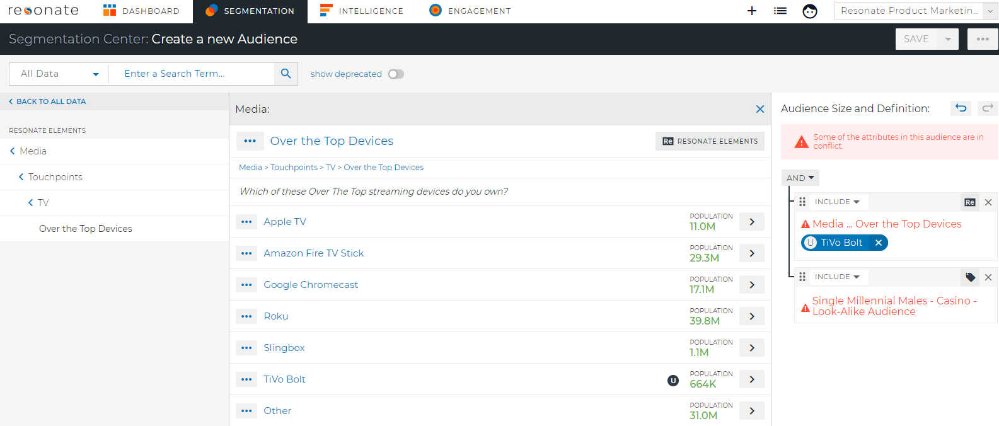 resonate
DASHBOARD
SEGMENTATION
INTELLIGENCE
ENGAGEMENT
Resonate Product Marketin...
Segmentation Center: Create a new Audience
SAVE
All Data
Enter a Search Term...
show deprecated
BACK TO ALL DATA
RESONATE ELEMENTS
Media
Touchpoints
TV
Over the Top Devices
Media:
Over the Top Devices
Re RESONATE ELEMENTS
Media > Touchpoints > TV > Over the Top Devices
Which of these Over The Top streaming devices do you own?
Apple TV
POPULATION
11.0M
Amazon Fire TV Stick
POPULATION
29.3M
Google Chromecast
POPULATION
17.1M
Roku
POPULATION
39.8M
Slingbox
POPULATION
1.1M
TiVo Bolt
U
POPULATION
664K
Other
POPULATION
31.0M
Audience Size and Definition:
Some of the attributes in this audience are in
conflict.
AND
INCLUDE
Re
Media ... Over the Top Devices
U TiVo Bolt
INCLUDE
Single Millennial Males - Casino -
Look-Alike Audience